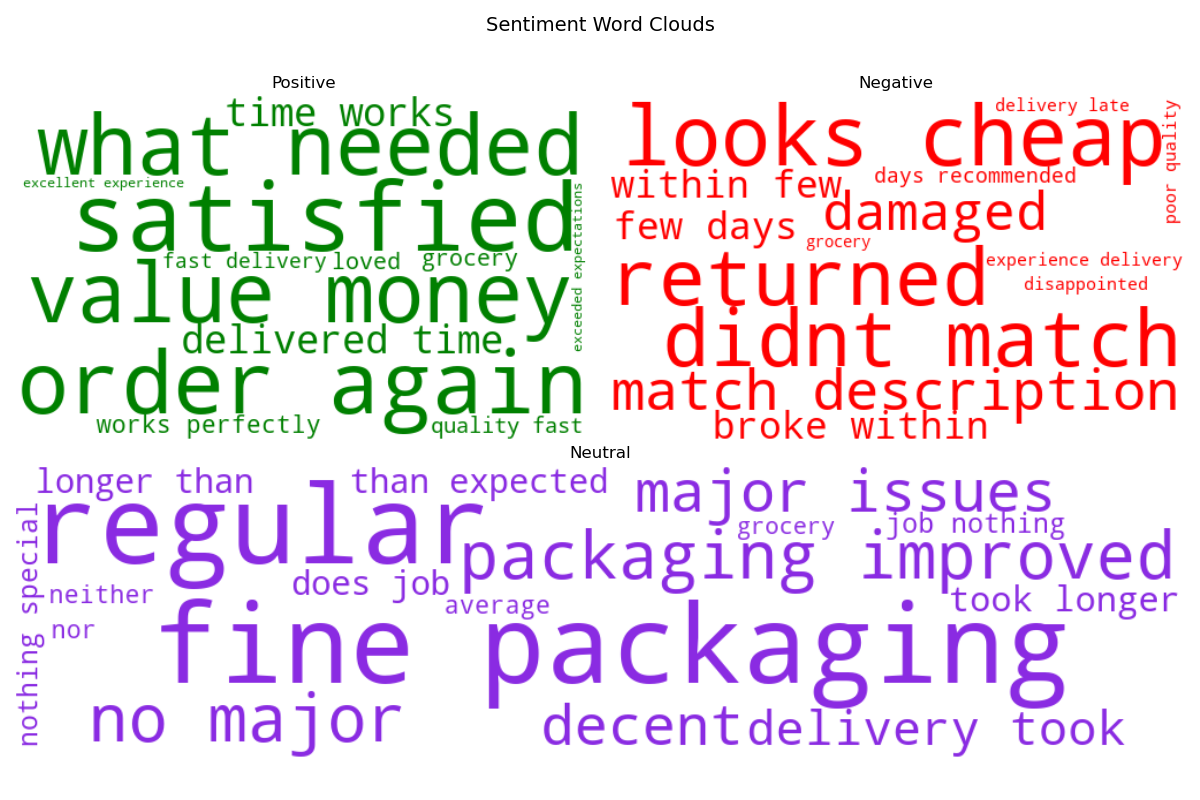 Sentiment Word Clouds
Positive
time works
what needed
excellent experience
satisfied
exceeded expectations
fast delivery
loved
grocery
value money
delivered time
order again
works perfectly
quality fast
Negative
delivery late
looks cheap
poor quality
within few
days recommended
few days
damaged
grocery
returned
experience delivery
disappointed
didnt match
match description
broke within
Neutral
longer than
than expected
major issues
regular
grocery
job nothing
nothing special
packaging improved
does job
neither
average
took longer
nor
fine packaging
no major
decent
delivery took